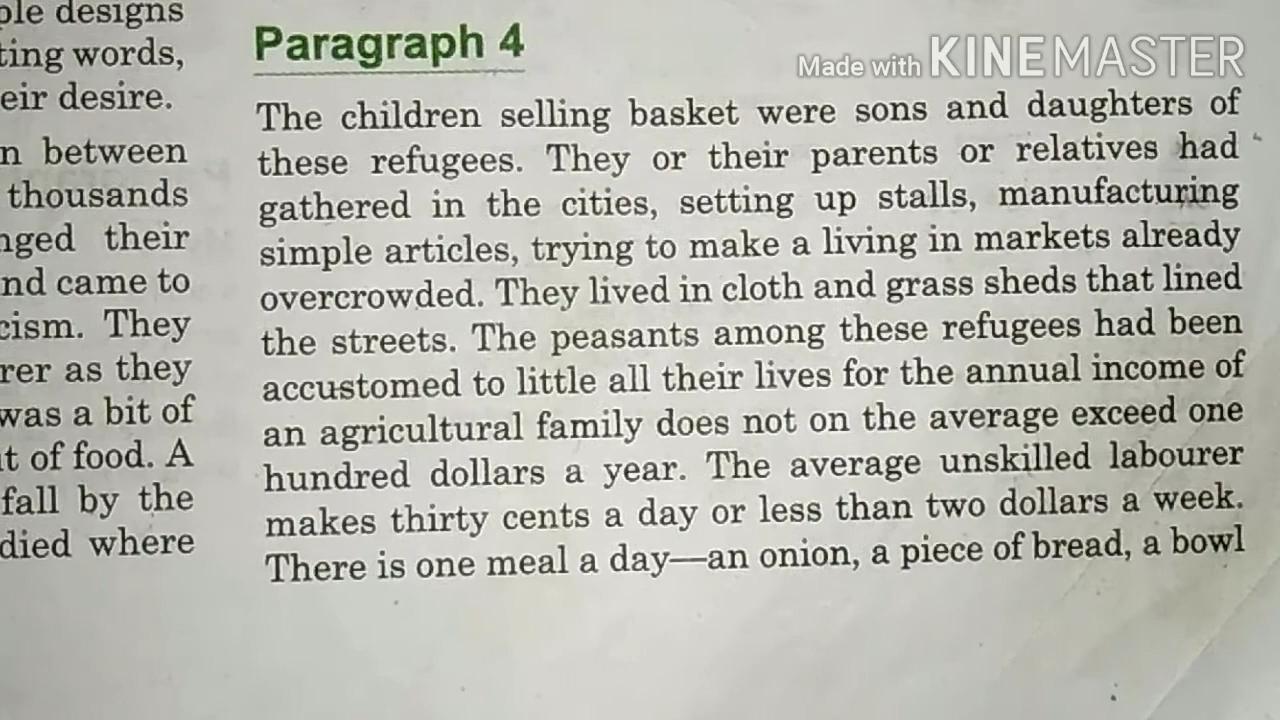 ple designs
ting words,
eir desire.
n between
thousands
nged their
nd came to
cism. They
rer as they
was a bit of
t of food. A
fall by the
died where
Paragraph 4
Made with KINEMASTER
The children selling basket were sons and daughters of
these refugees. They or their parents or relatives had
gathered in the cities, setting up stalls, manufacturing
simple articles, trying to make a living in markets already
overcrowded. They lived in cloth and grass sheds that lined
the streets. The peasants among these refugees had been
accustomed to little all their lives for the annual income of
an agricultural family does not on the average exceed one
hundred dollars a year. The average unskilled labourer
makes thirty cents a day or less than two dollars a week.
There is one meal a day—an onion, a piece of bread, a bowl